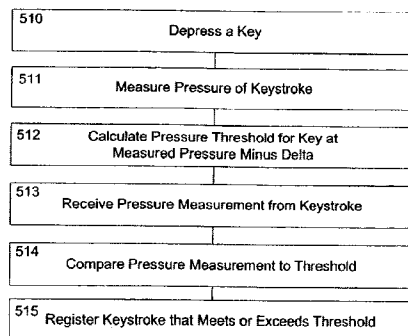 510
Depress a Key
511
Measure Pressure of Keystroke
512
Calculate Pressure Threshold for Key at
Measured Pressure Minus Delta
513
Receive Pressure Measurement from Keystroke
514
Compare Pressure Measurement to Threshold
515
Register Keystroke that Meets or Exceeds Threshold